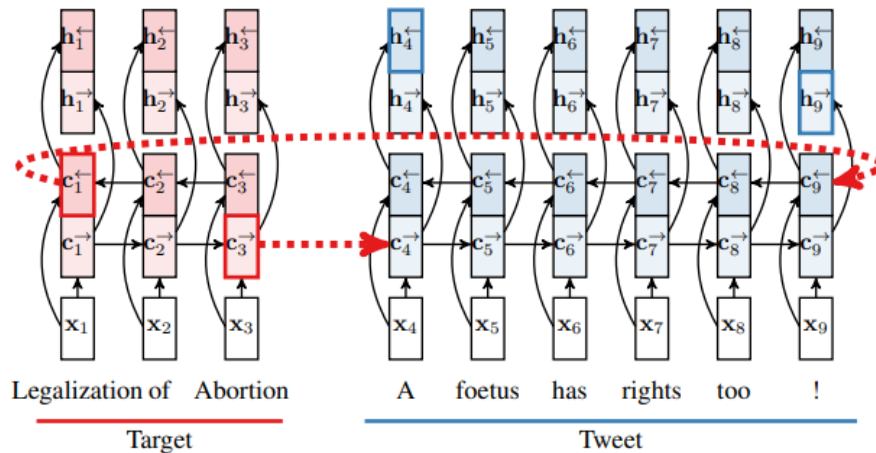 h₁← h₂← h₃← h₄← h₅← h₆← h₇← h₈← h₉←
h₁→ h₂→ h₃→ h₄→ h₅→ h₆→ h₇→ h₈→ h₉→
c₁← c₂← c₃← c₄← c₅← c₆← c₇← c₈← c₉←
c₁→ c₂→ c₃→ c₄→ c₅→ c₆→ c₇→ c₈→ c₉→
x₁ x₂ x₃ x₄ x₅ x₆ x₇ x₈ x₉
Legalization of Abortion A foetus has rights too !
Target Tweet